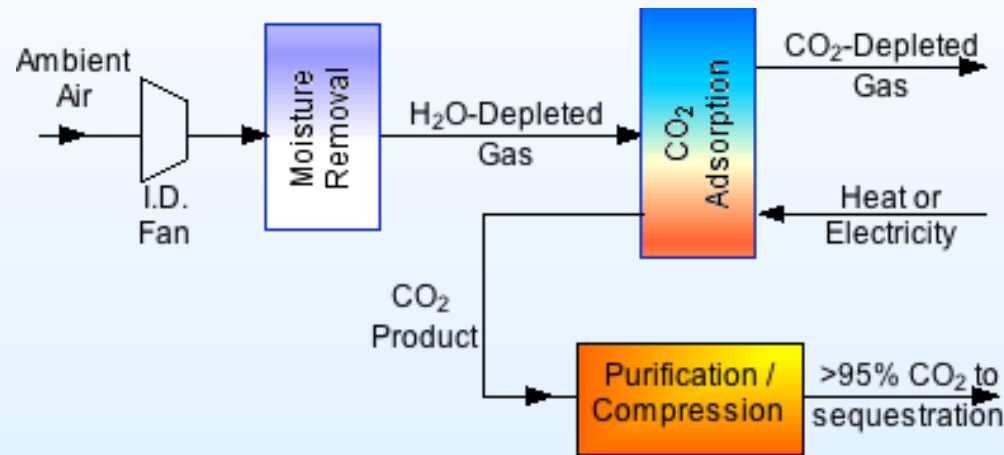 Ambient
Air
I.D.
Fan
Moisture
Removal
H₂O-Depleted
Gas
CO₂
Adsorption
CO₂-Depleted
Gas
Heat or
Electricity
CO₂
Product
Purification /
Compression
>95% CO₂ to
sequestration